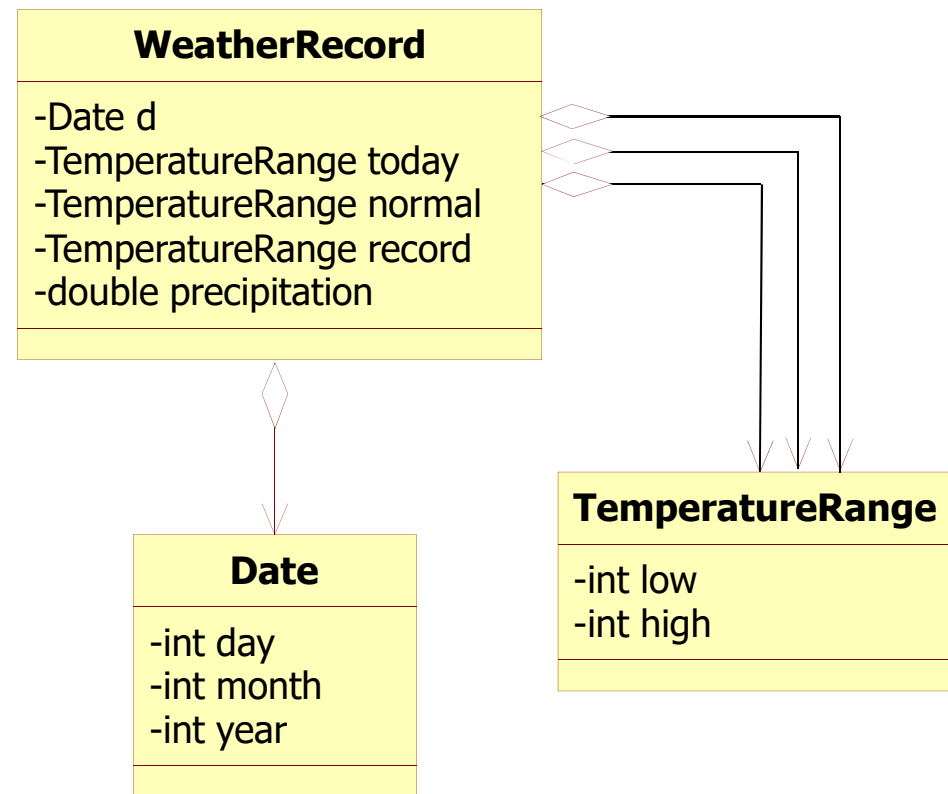 WeatherRecord
-Date d
-TemperatureRange today
-TemperatureRange normal
-TemperatureRange record
-double precipitation
Date
-int day
-int month
-int year
TemperatureRange
-int low
-int high